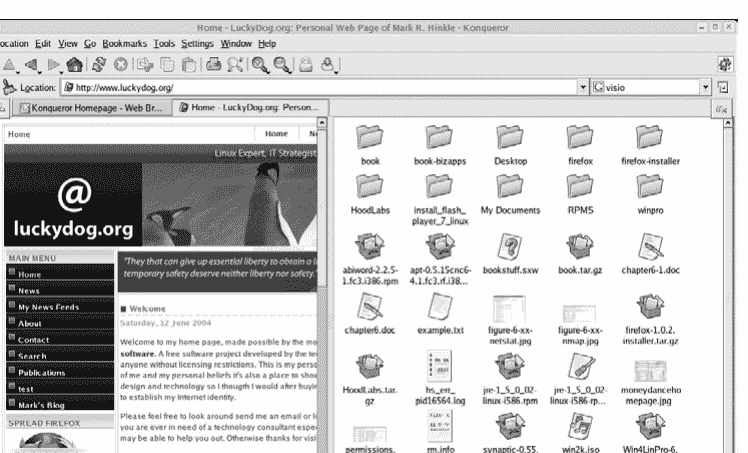 Home - LuckyDog.org: Personal Web Page of Mark R. Hinkle - Konqueror
ocation Edit View Go Bookmarks Tools Settings Window Help
Location: http://www.luckydog.org/
visio
Konqueror Homepage - Web Br...
Home - LuckyDog.org: Person...
Home
Home
N
Linux Expert, IT Strategist
@
luckydog.org
"They that can give up essential liberty to obtain a li
temporary safety deserve neither liberty nor safety."
MAIN MENU
Home
News
My News Feeds
About
Contact
Search
Publications
test
Mark's Blog
SPREAD FIREFOX
Welcome
Saturday, 12 June 2004
Welcome to my home page, made possible by the mo
software. A free software project developed by the te
anyone without licensing restrictions. This is my perso
of me and my personal beliefs it's also a place to shov
design and technology so I though I would after buyin
to establish my Internet identity.
Please feel free to look around send me an email or le
you are ever in need of a technology consultant espe
may be able to help you out. Otherwise thanks for visi
book
book-bizapps
Desktop
firefox
firefox-installer
HoodLabs
install_flash_
player_7_linux
My Documents
RPMS
winpro
abiword-2.2.5-
1.fc3.i386.rpm
apt-0.5.15cnc6-
4.1.fc3.rf.i38...
bookstuff.sxw
book.tar.gz
chapter6-1.doc
chapter6.doc
example.txt
figure-6-xx-
netstat.jpg
figure-6-xx-
nmap.jpg
firefox-1.0.2.
installer.tar.gz
HoodLabs.tar.
gz
hs_err_
pid16564.log
jre-1_5_0_02-
linux-i586.rpm
jre-1_5_0_02-
linux-i586-rp...
moneydanceho
mepage.jpg
permissions.
rm.info
synaptic-0.55.
win2k.iso
Win4LinPro-6.